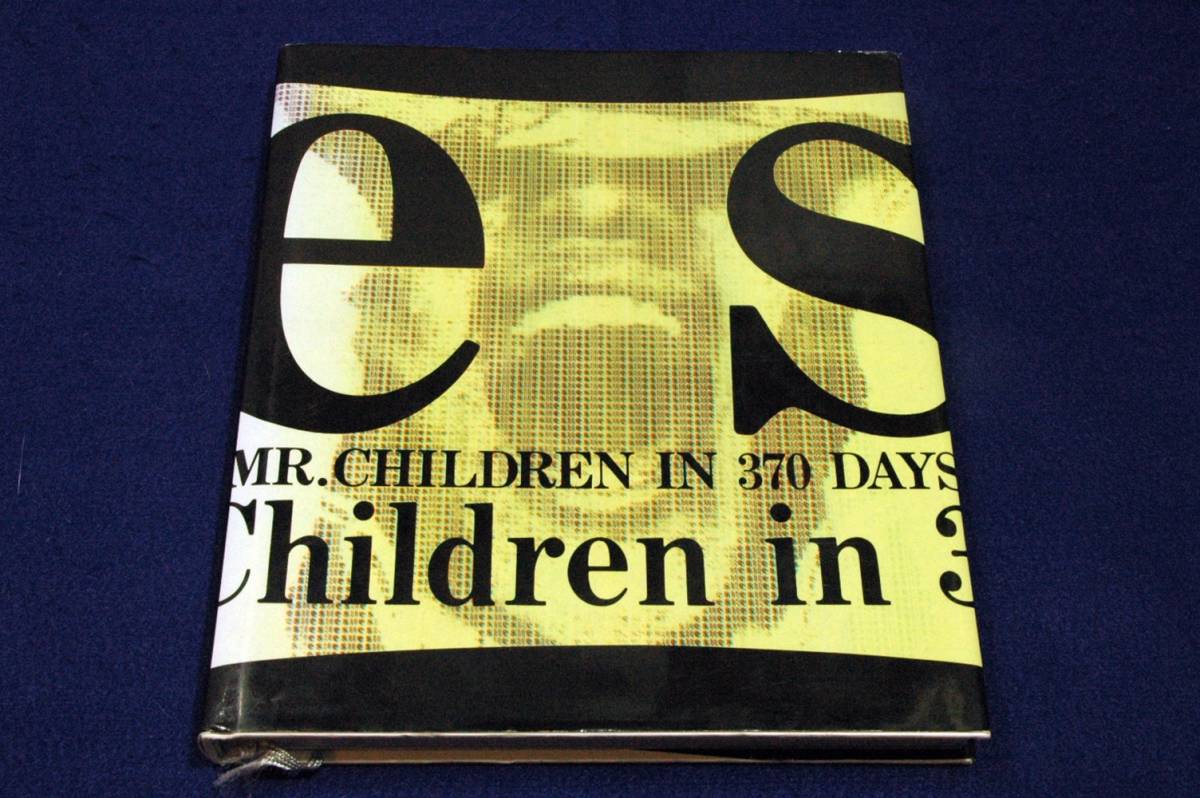 es
MR.CHILDREN IN 370 DAYS
Children in 3